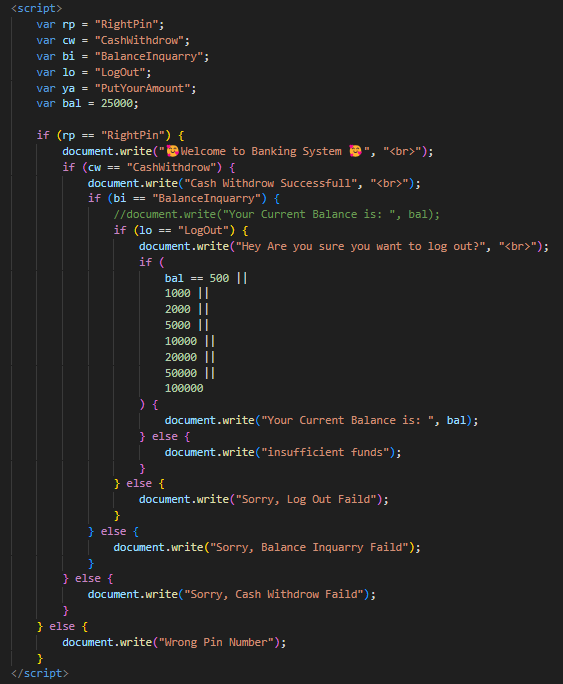 <script>
var rp = "RightPin";
var cw = "CashWithdrow";
var bi = "BalanceInquarry";
var lo = "LogOut";
var ya = "PutYourAmount";
var bal = 25000;
if (rp == "RightPin") {
document.write("🥰Welcome to Banking System 🥰", "<br>");
if (cw == "CashWithdrow") {
document.write("Cash Withdrow Successfull", "<br>");
if (bi == "BalanceInquarry") {
//document.write("Your Current Balance is: ", bal);
if (lo == "LogOut") {
document.write("Hey Are you sure you want to log out?", "<br>");
if (
bal == 500 ||
1000 ||
2000 ||
5000 ||
10000 ||
20000 ||
50000 ||
100000
) {
document.write("Your Current Balance is: ", bal);
} else {
document.write("insufficient funds");
}
} else {
document.write("Sorry, Log Out Faild");
}
} else {
document.write("Sorry, Balance Inquarry Faild");
}
} else {
document.write("Sorry, Cash Withdrow Faild");
}
} else {
document.write("Wrong Pin Number");
}
</script>